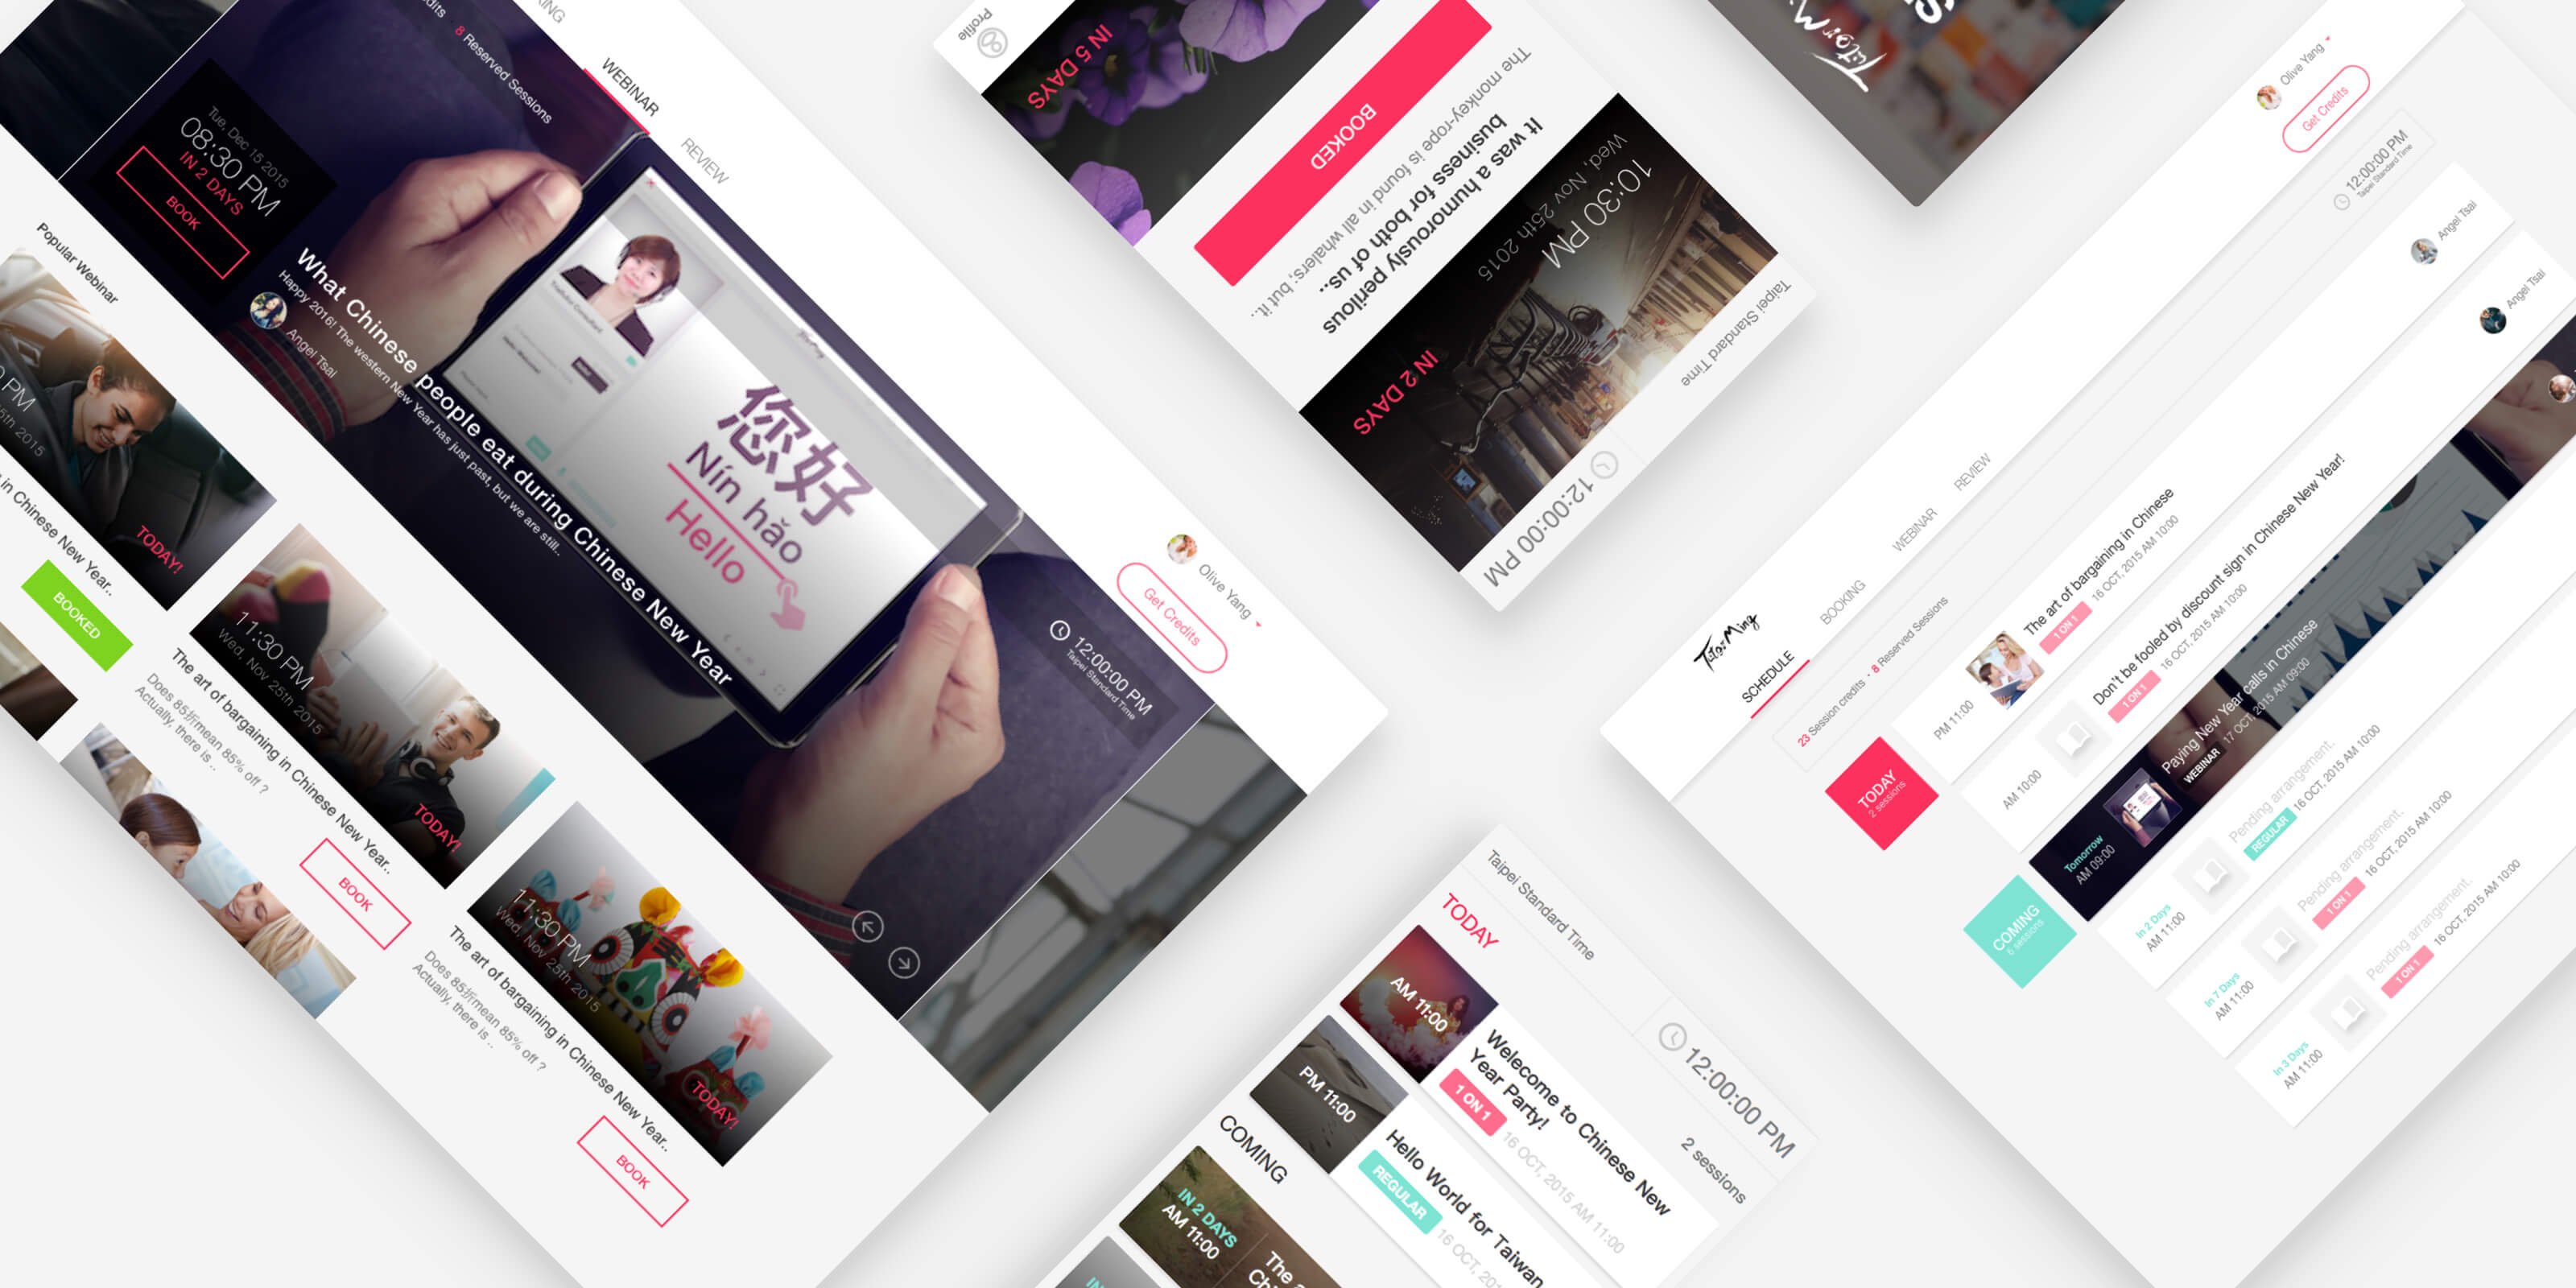 KING
WEBINAR
REVIEW
dits · 8 Reserved Sessions
Tue, Dec 15 2015
08:30 PM
IN 2 DAYS
BOOK
What Chinese people eat during Chinese New Year
Happy 2016! The western New Year has just past, but we are still..
Angel Tsai
您好
Nín hǎo
Hello
Olive Yang
Get Credits
12:00:00 PM
Taipei Standard Time
Popular Webinar
PM
5th 2015
TODAY!
in Chinese New Year..
BOOKED
11:30 PM
Wed, Nov 25th 2015
TODAY!
The art of bargaining in Chinese New Year..
Does 85折mean 85% off ?
Actually, there is ..
BOOK
11:30 PM
Wed, Nov 25th 2015
TODAY!
The art of bargaining in Chinese New Year..
Does 85折mean 85% off ?
Actually, there is ..
BOOK
12:00:00 PM
Taipei Standard Time
Wed, Nov 25th 2015
10:30 PM
IN 2 DAYS
It was a humorously perilous
business for both of us..
The monkey-rope is found in all whalers; but it..
BOOKED
IN 5 DAYS
Profile
TutorMing
Taipei Standard Time
12:00:00 PM
TODAY
2 sessions
AM 11:00
Welecome to Chinese New
Year Party!
1 ON 1
16 OCT, 2015 AM 11:00
PM 11:00
Hello World for Taiwan
REGULAR
16 OCT, 201
COMING
IN 2 DAYS
AM 11:00
The
IN
TutorMing
SCHEDULE
BOOKING
WEBINAR
REVIEW
Olive Yang
Get Credits
23 Session credits · 8 Reserved Sessions
12:00:00 PM
Taipei Standard Time
TODAY
2 sessions
PM 11:00
The art of bargaining in Chinese
1 ON 1
16 OCT, 2015 AM 10:00
Angel Tsai
AM 10:00
Don't be fooled by discount sign in Chinese New Year!
1 ON 1
16 OCT, 2015 AM 10:00
Angel Tsai
COMING
6 sessions
Tomorrow
AM 09:00
Paying New Year calls in Chinese
WEBINAR
17 OCT, 2015 AM 09:00
In 2 Days
AM 11:00
Pending arrangement.
REGULAR
16 OCT, 2015 AM 10:00
In 7 Days
AM 11:00
Pending arrangement.
1 ON 1
16 OCT, 2015 AM 10:00
In 3 Days
AM 11:00
Pending arrangement.
1 ON 1
16 OCT, 2015 AM 10:00